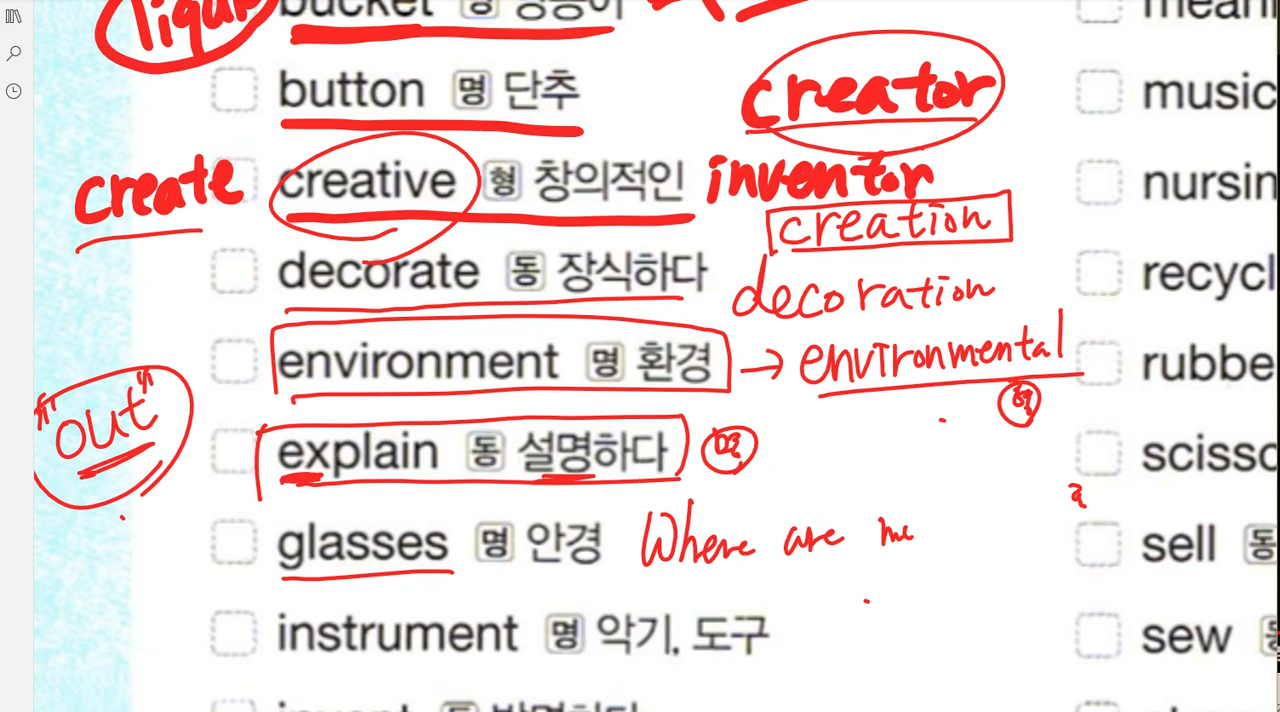 bucket 명 양동이
button 명 단추
creator
music
create
creative 형 창의적인
inventor
nursin
creation
decorate 동 장식하다
decoration
recycl
environment 명 환경
→ environmental
형
rubbe
"out"
explain 동 설명하다
scisso
glasses 명 안경
Where are
sell 동
instrument 명 악기, 도구
sew